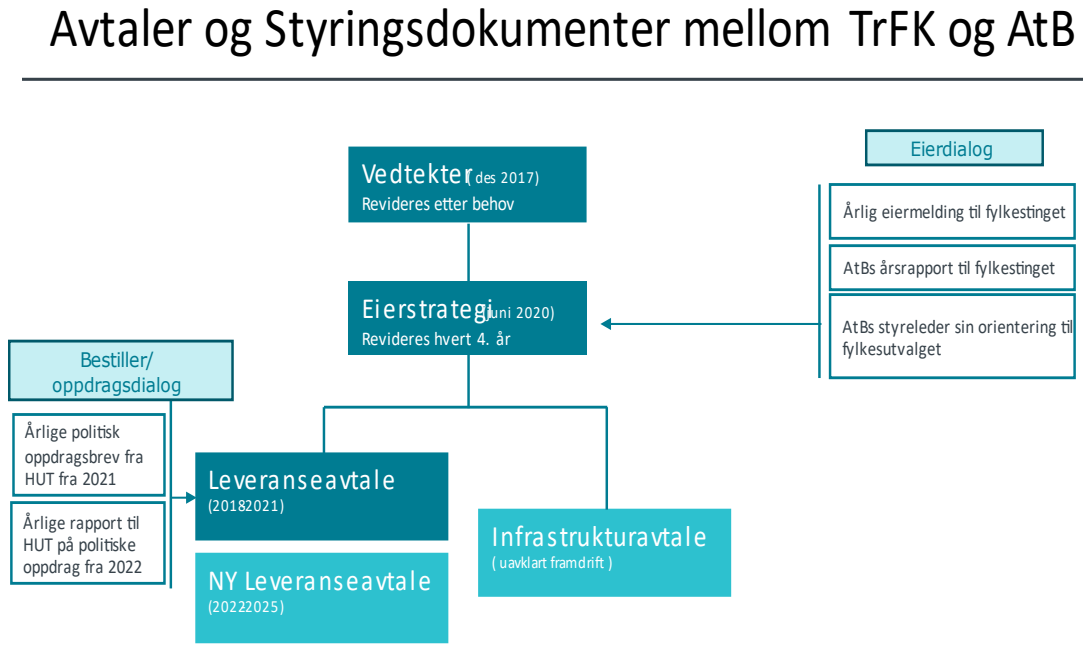 Avtaler og Styringsdokumenter mellom TrFK og AtB
Vedtekter ( des 2017)
Revideres etter behov
Eierdialog
Årlig eiermelding til fylkestinget
AtBs årsrapport til fylkestinget
AtBs styreleder sin orientering til
fylkesutvalget
Eierstrategi (juni 2020)
Revideres hvert 4. år
Bestiller/
oppdragsdialog
Årlige politisk
oppdragsbrev fra
HUT fra 2021
Årlige rapport til
HUT på politiske
oppdrag fra 2022
Leveranseavtale
(20182021)
NY Leveranseavtale
(20222025)
Infrastrukturavtale
( uavklart framdrift )